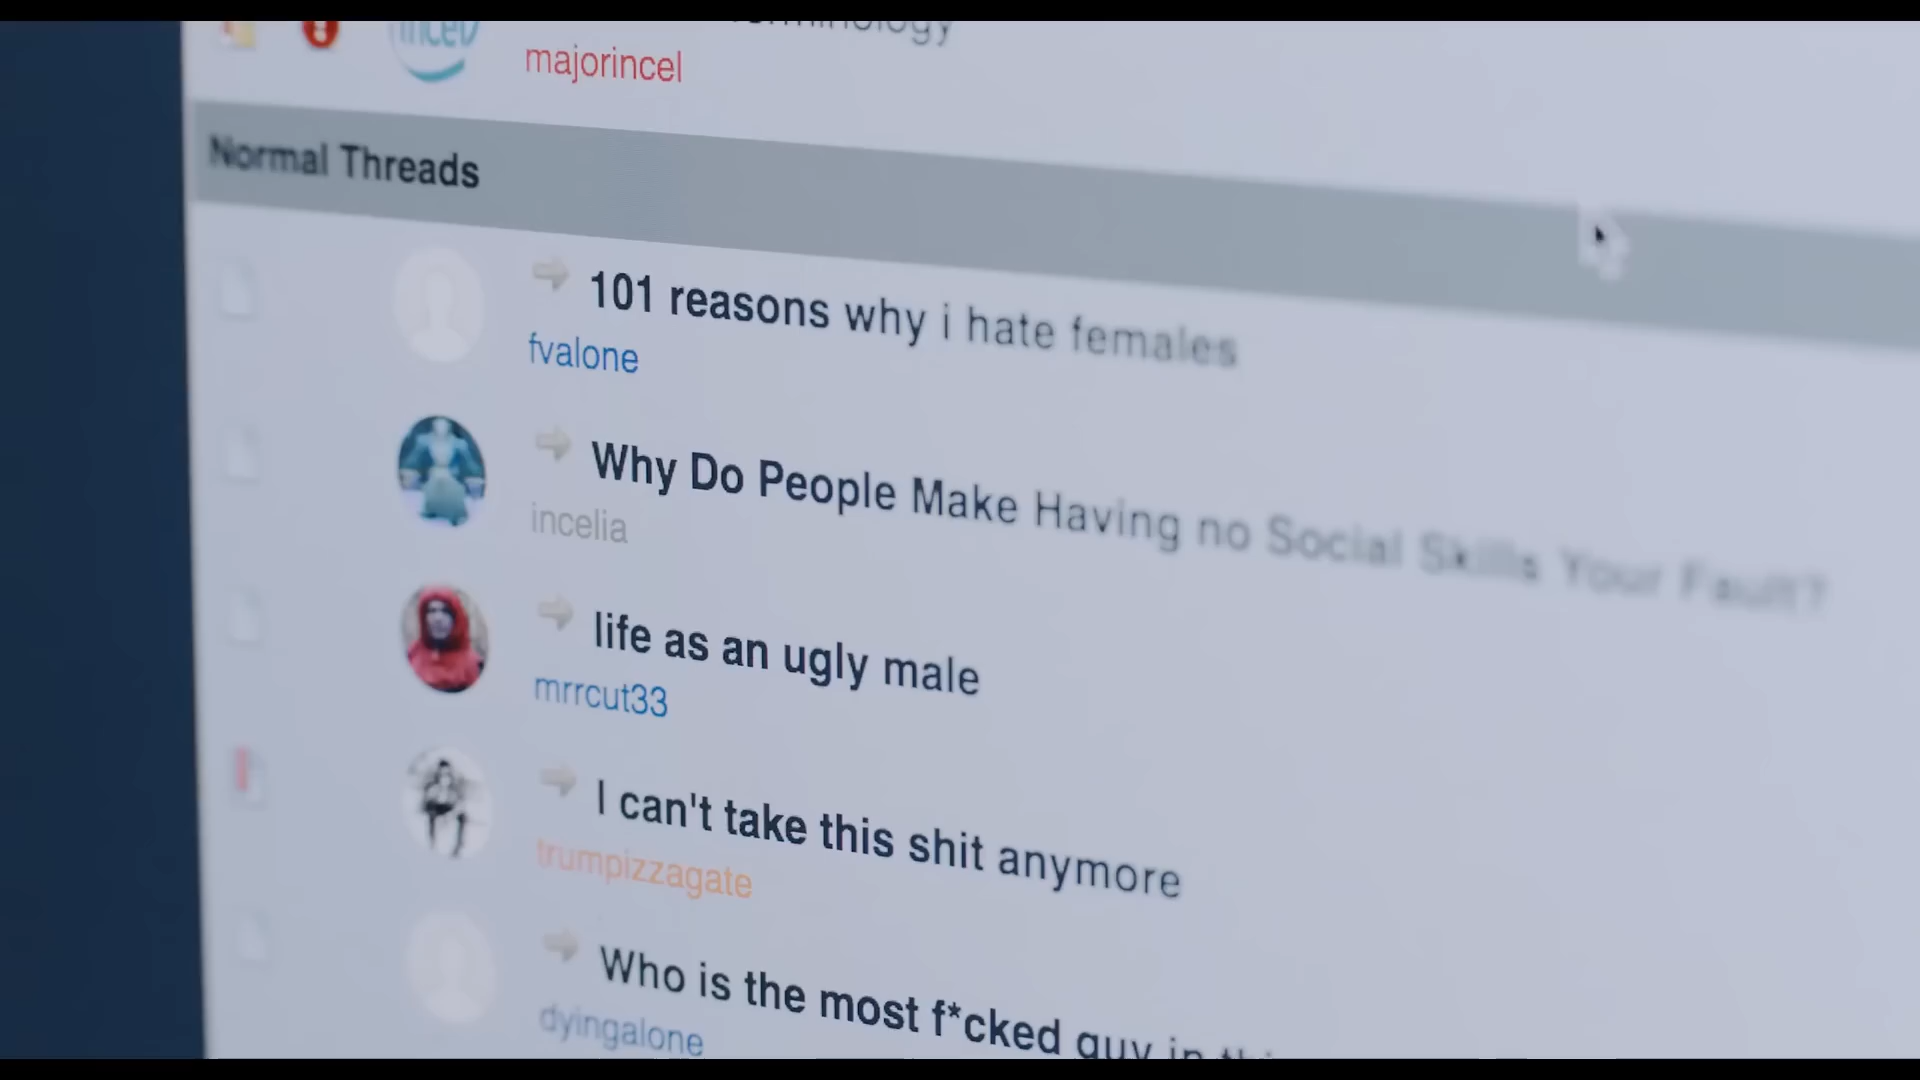 incel
terminology
majorincel
Normal Threads
101 reasons why i hate females
fvalone
Why Do People Make Having no Social Skills Your Fault?
incelia
life as an ugly male
mrrcut33
I can't take this shit anymore
trumpizzagate
Who is the most f*cked guy in
dyingalone